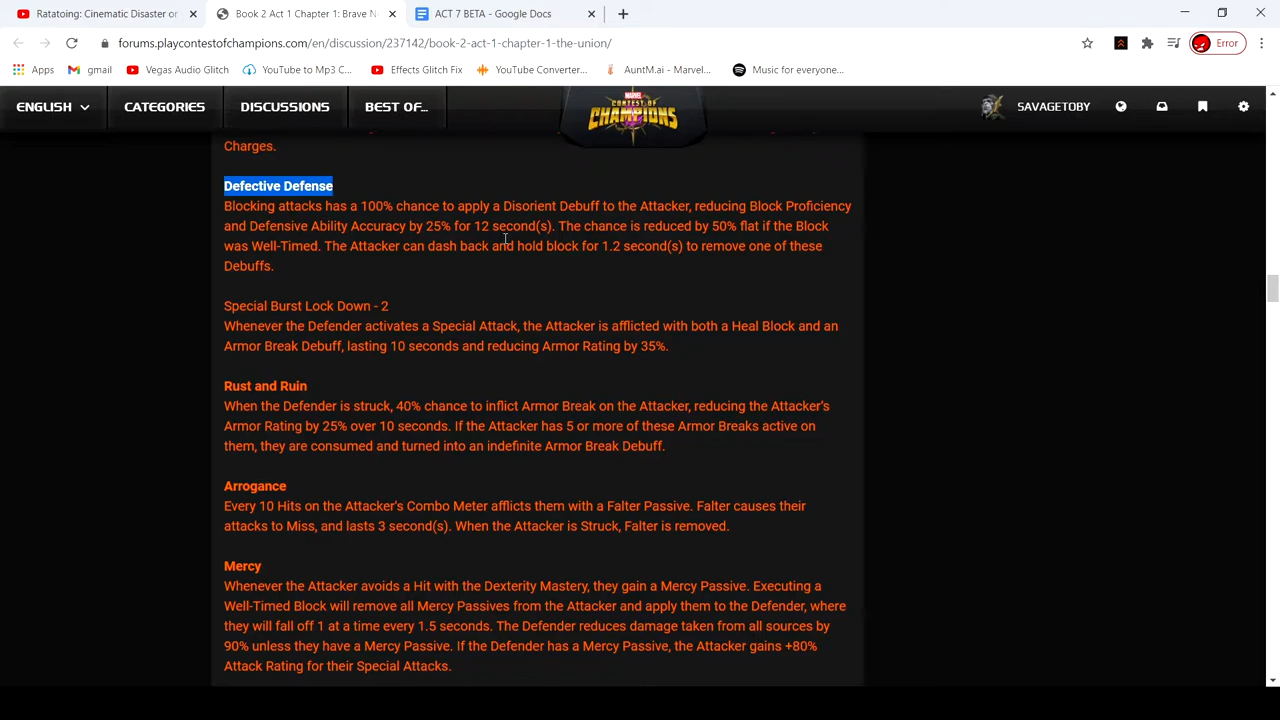 Ratatoing: Cinematic Disaster or
Book 2 Act 1 Chapter 1: Brave N
ACT 7 BETA - Google Docs
forums.playcontestofchampions.com/en/discussion/237142/book-2-act-1-chapter-1-the-union/
Error
Apps
gmail
Vegas Audio Glitch
YouTube to Mp3 C...
Effects Glitch Fix
YouTube Converter...
AuntM.ai - Marvel...
Music for everyone...
ENGLISH
CATEGORIES
DISCUSSIONS
BEST OF...
MARVEL
CONTEST OF
CHAMPIONS
SAVAGETOBY
Charges.
Defective Defense
Blocking attacks has a 100% chance to apply a Disorient Debuff to the Attacker, reducing Block Proficiency
and Defensive Ability Accuracy by 25% for 12 second(s). The chance is reduced by 50% flat if the Block
was Well-Timed. The Attacker can dash back and hold block for 1.2 second(s) to remove one of these
Debuffs.
Special Burst Lock Down - 2
Whenever the Defender activates a Special Attack, the Attacker is afflicted with both a Heal Block and an
Armor Break Debuff, lasting 10 seconds and reducing Armor Rating by 35%.
Rust and Ruin
When the Defender is struck, 40% chance to inflict Armor Break on the Attacker, reducing the Attacker's
Armor Rating by 25% over 10 seconds. If the Attacker has 5 or more of these Armor Breaks active on
them, they are consumed and turned into an indefinite Armor Break Debuff.
Arrogance
Every 10 Hits on the Attacker's Combo Meter afflicts them with a Falter Passive. Falter causes their
attacks to Miss, and lasts 3 second(s). When the Attacker is Struck, Falter is removed.
Mercy
Whenever the Attacker avoids a Hit with the Dexterity Mastery, they gain a Mercy Passive. Executing a
Well-Timed Block will remove all Mercy Passives from the Attacker and apply them to the Defender, where
they will fall off 1 at a time every 1.5 seconds. The Defender reduces damage taken from all sources by
90% unless they have a Mercy Passive. If the Defender has a Mercy Passive, the Attacker gains +80%
Attack Rating for their Special Attacks.